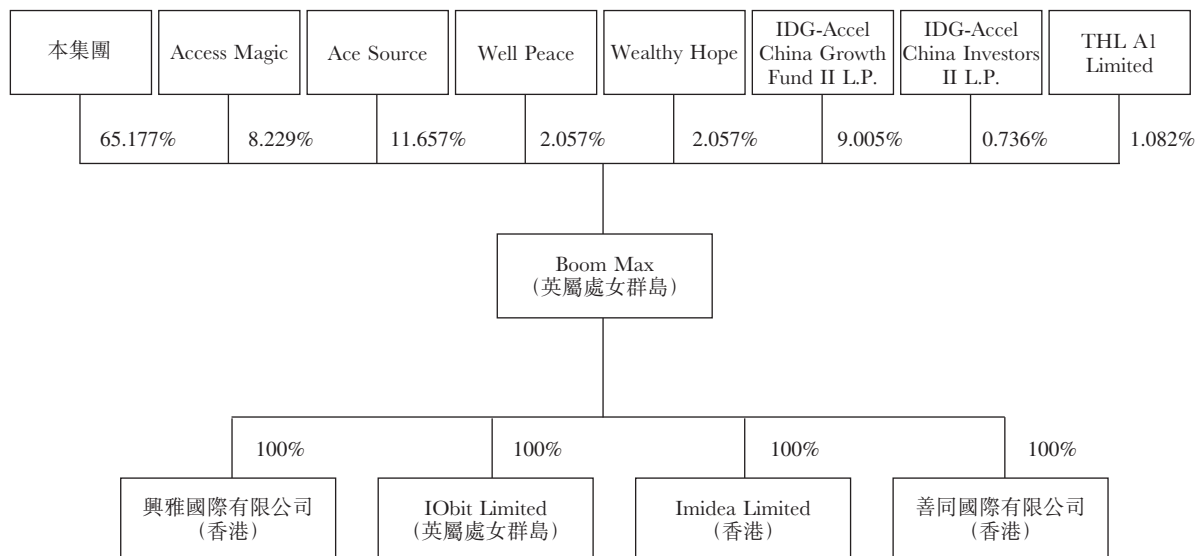 本集團
Access Magic
Ace Source
Well Peace
Wealthy Hope
IDG-Accel
China Growth
Fund II L.P.
IDG-Accel
China Investors
II L.P.
THL A1
Limited
65.177%
8.229%
11.657%
2.057%
2.057%
9.005%
0.736%
1.082%
Boom Max
（英屬處女群島）
100%
100%
100%
100%
興雅國際有限公司
（香港）
IObit Limited
（英屬處女群島）
Imidea Limited
（香港）
善同國際有限公司
（香港）